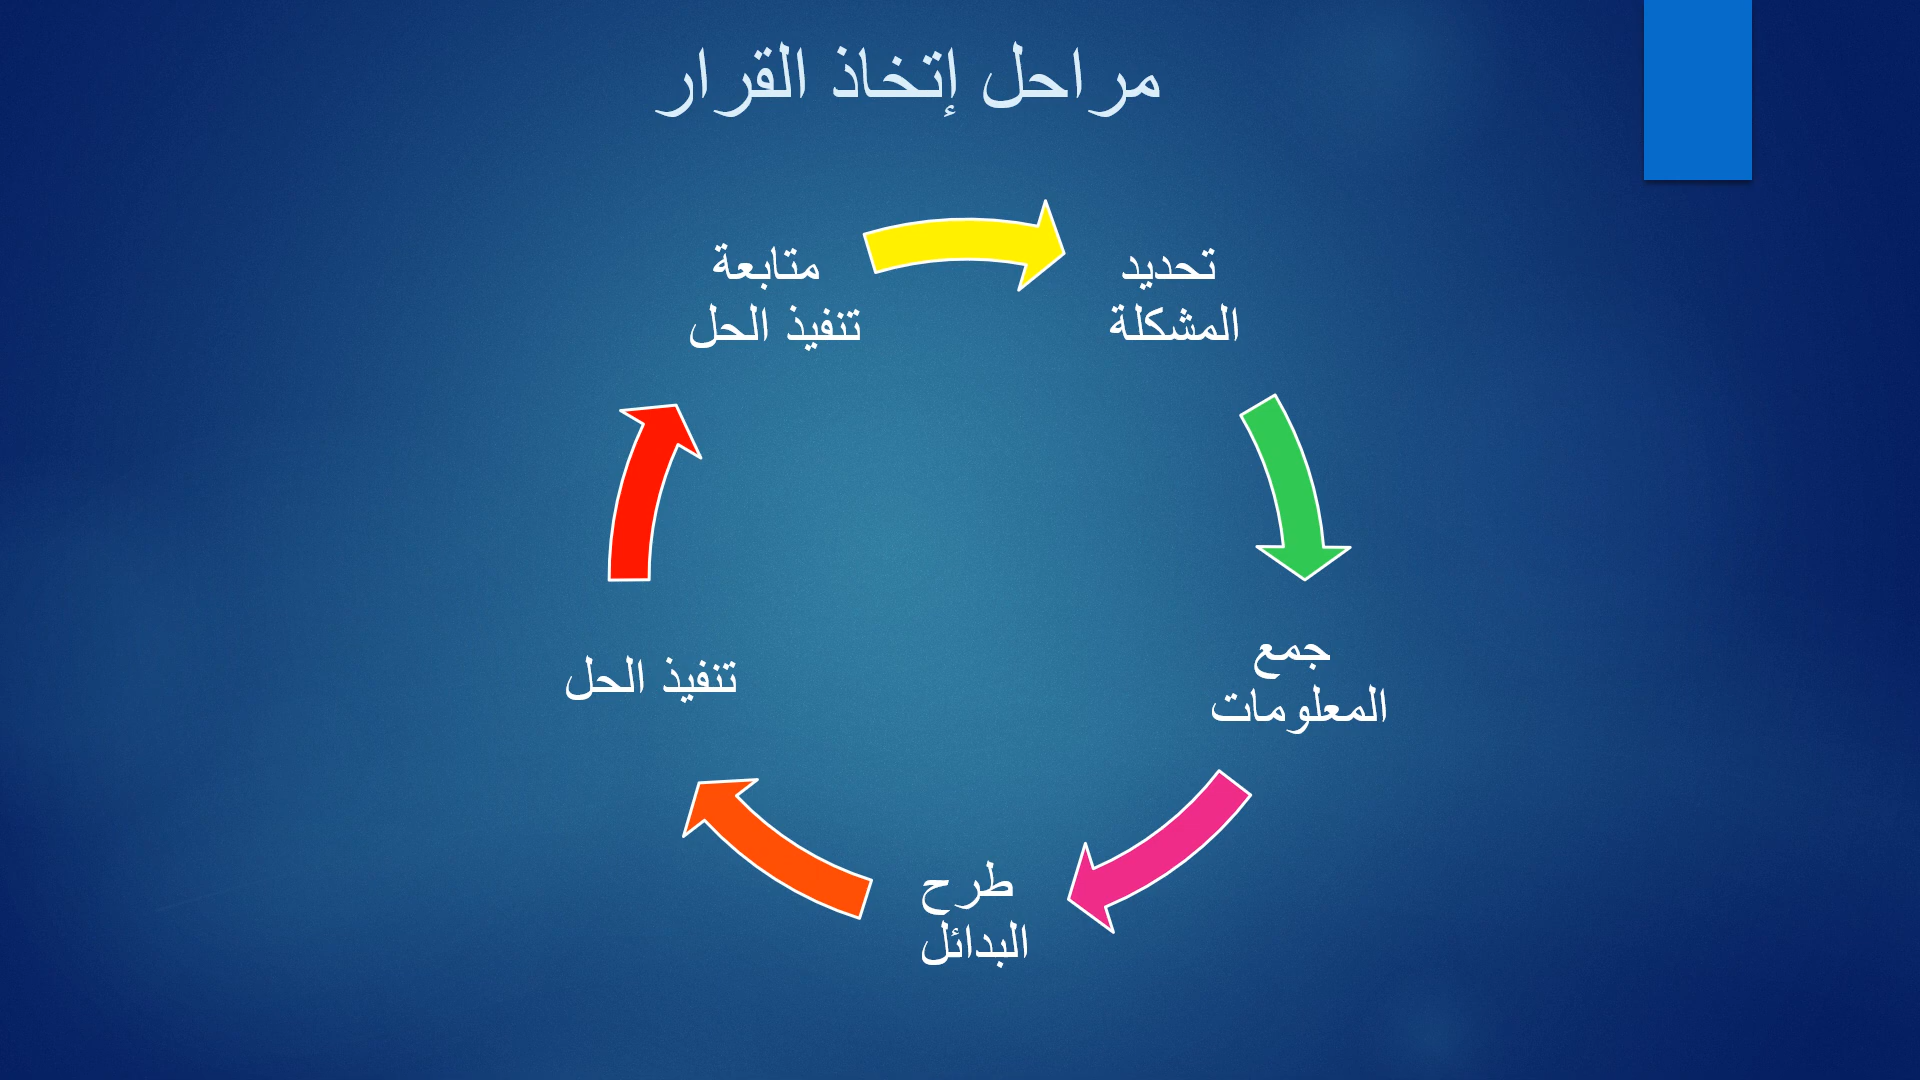 مراحل إتخاذ القرار
تحديد
المشكلة
جمع
المعلومات
طرح
البدائل
تنفيذ الحل
متابعة
تنفيذ الحل